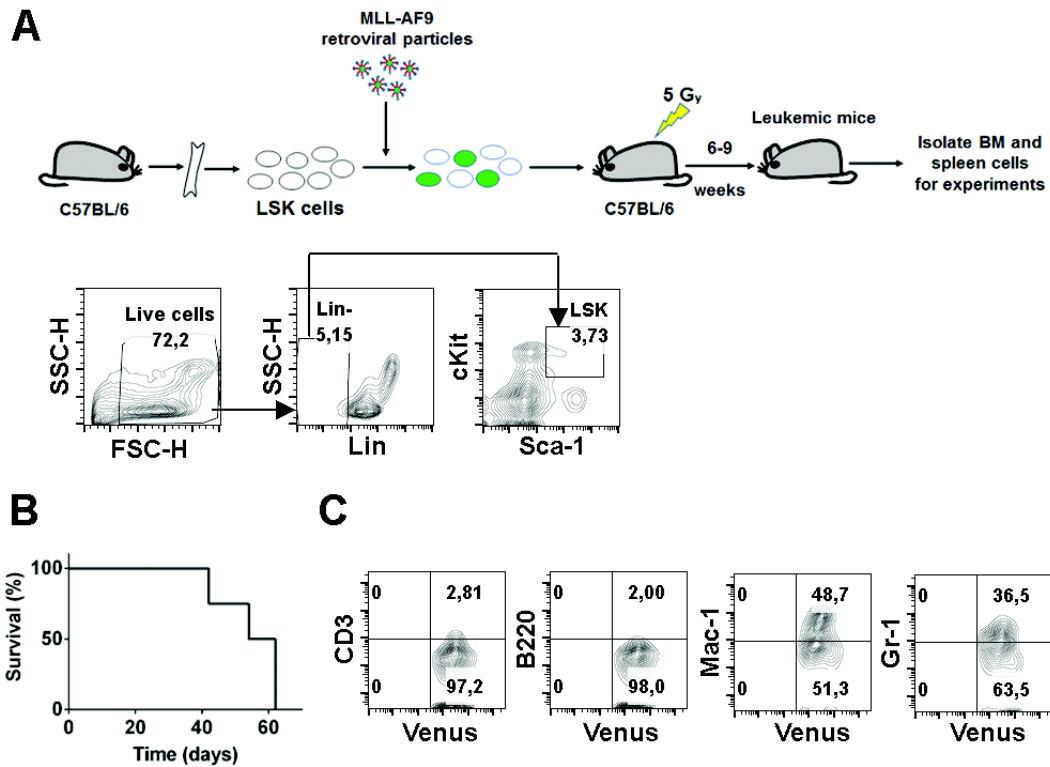 A
MLL-AF9
retroviral particles
5 Gy
Leukemic mice
6-9
weeks
Isolate BM and
spleen cells
for experiments
C57BL/6
LSK cells
C57BL/6
SSC-H
Live cells
72,2
FSC-H
SSC-H
Lin-
5,15
Lin
cKit
LSK
3,73
Sca-1
B
Survival (%)
100
50
0
0 20 40 60
Time (days)
C
CD3
0 2,81
0 97,2
Venus
B220
0 2,00
0 98,0
Venus
Mac-1
0 48,7
0 51,3
Venus
Gr-1
0 36,5
0 63,5
Venus